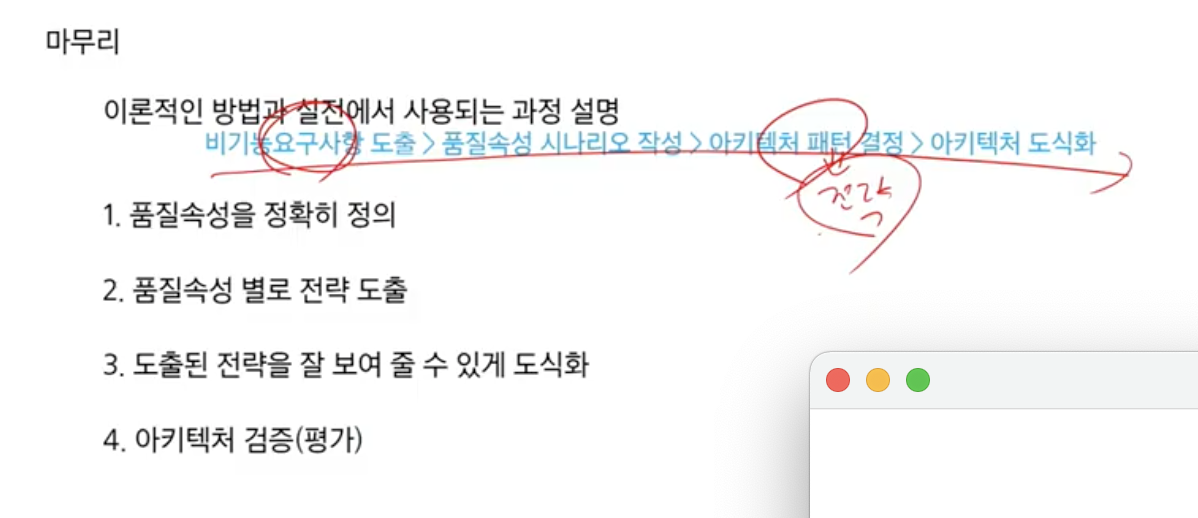 마무리
이론적인 방법과 실전에서 사용되는 과정 설명
비기능요구사항 도출 > 품질속성 시나리오 작성 > 아키텍처 패턴 결정 > 아키텍처 도식화
전략
1. 품질속성을 정확히 정의
2. 품질속성 별로 전략 도출
3. 도출된 전략을 잘 보여 줄 수 있게 도식화
4. 아키텍처 검증(평가)